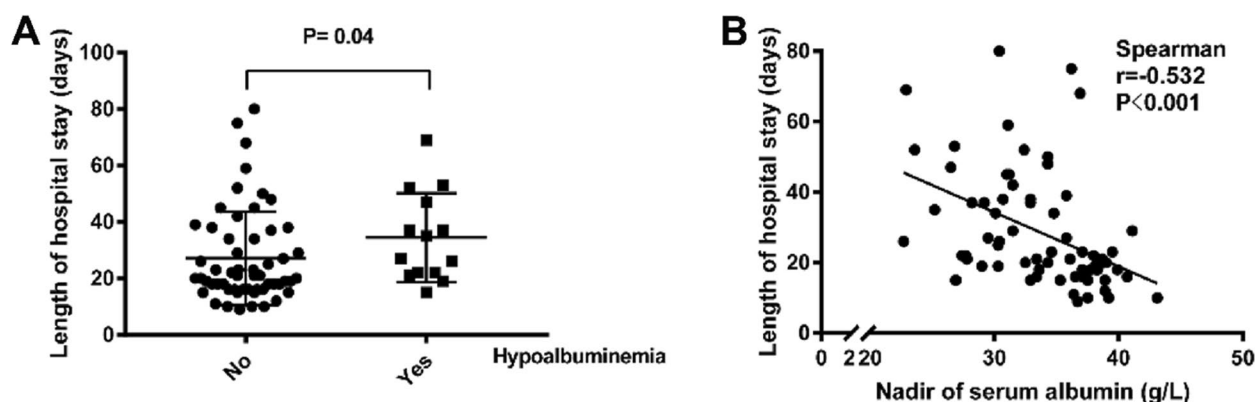 A
P= 0.04
Length of hospital stay (days)
100
80
60
40
20
0
No
Yes
Hypoalbuminemia
B
Spearman
r=-0.532
P<0.001
Length of hospital stay (days)
80
60
40
20
0
0 2 20 30 40 50
Nadir of serum albumin (g/L)